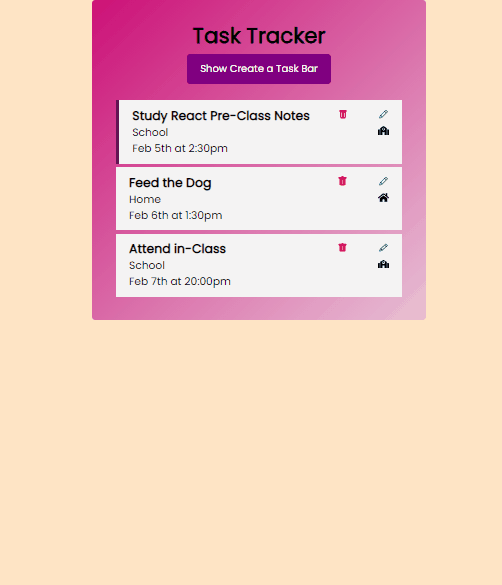 Task Tracker
Show Create a Task Bar
Study React Pre-Class Notes
School
Feb 5th at 2:30pm
Feed the Dog
Home
Feb 6th at 1:30pm
Attend in-Class
School
Feb 7th at 20:00pm